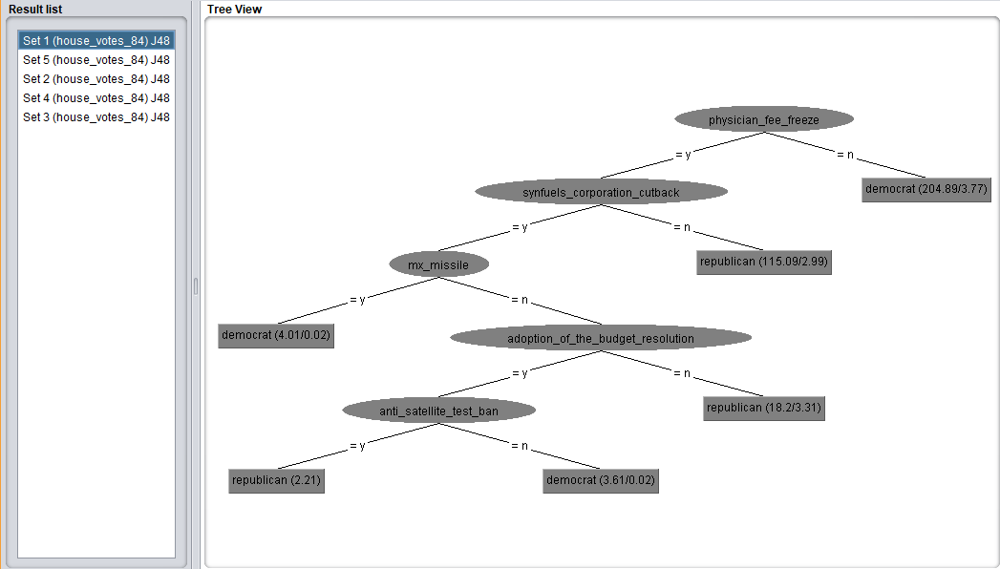 Result list
Set 1 (house_votes_84) J48
Set 5 (house_votes_84) J48
Set 2 (house_votes_84) J48
Set 4 (house_votes_84) J48
Set 3 (house_votes_84) J48
Tree View
physician_fee_freeze
= y
= n
synfuels_corporation_cutback
democrat (204.89/3.77)
= y
= n
mx_missile
republican (115.09/2.99)
= y
= n
democrat (4.01/0.02)
adoption_of_the_budget_resolution
= y
= n
anti_satellite_test_ban
republican (18.2/3.31)
= y
= n
republican (2.21)
democrat (3.61/0.02)